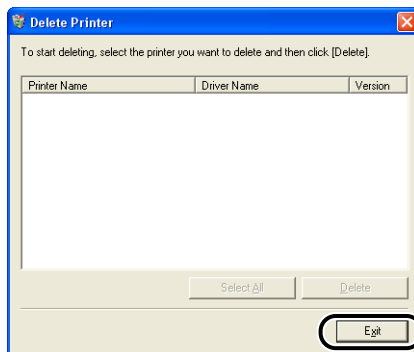 Delete Printer
To start deleting, select the printer you want to delete and then click [Delete].
Printer Name Driver Name Version
Select All Delete
Exit